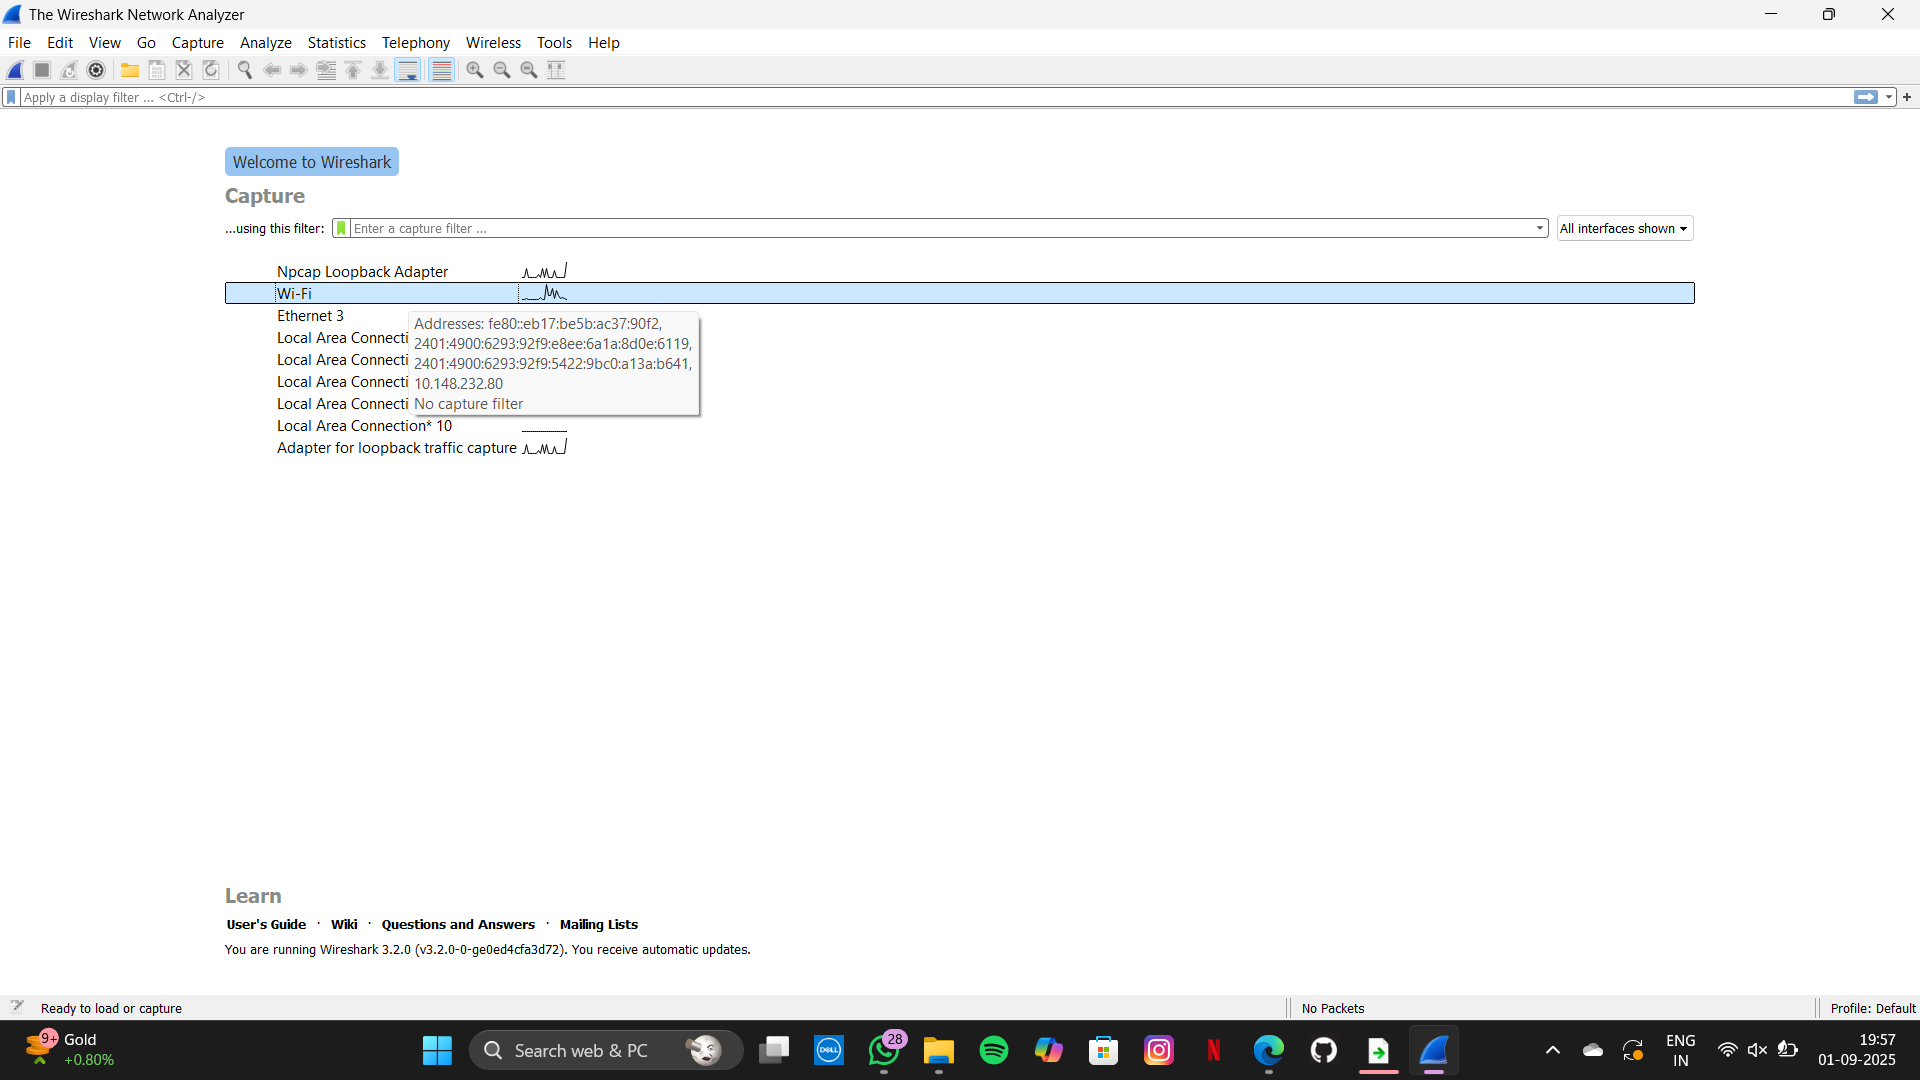 The Wireshark Network Analyzer
File Edit View Go Capture Analyze Statistics Telephony Wireless Tools Help
Apply a display filter ... <Ctrl-/>
Welcome to Wireshark
Capture
...using this filter: Enter a capture filter ... All interfaces shown
Npcap Loopback Adapter
Wi-Fi
Ethernet 3
Local Area Connecti
Local Area Connecti
Local Area Connecti
Local Area Connecti
Addresses: fe80::eb17:be5b:ac37:90f2,
2401:4900:6293:92f9:e8ee:6a1a:8d0e:6119,
2401:4900:6293:92f9:5422:9bc0:a13a:b641,
10.148.232.80
No capture filter
Local Area Connection* 10
Adapter for loopback traffic capture
Learn
User's Guide · Wiki · Questions and Answers · Mailing Lists
You are running Wireshark 3.2.0 (v3.2.0-0-ge0ed4cfa3d72). You receive automatic updates.
Ready to load or capture No Packets Profile: Default
9+ Gold
+0.80%
Search web & PC
DELL
28
N
ENG
IN
19:57
01-09-2025